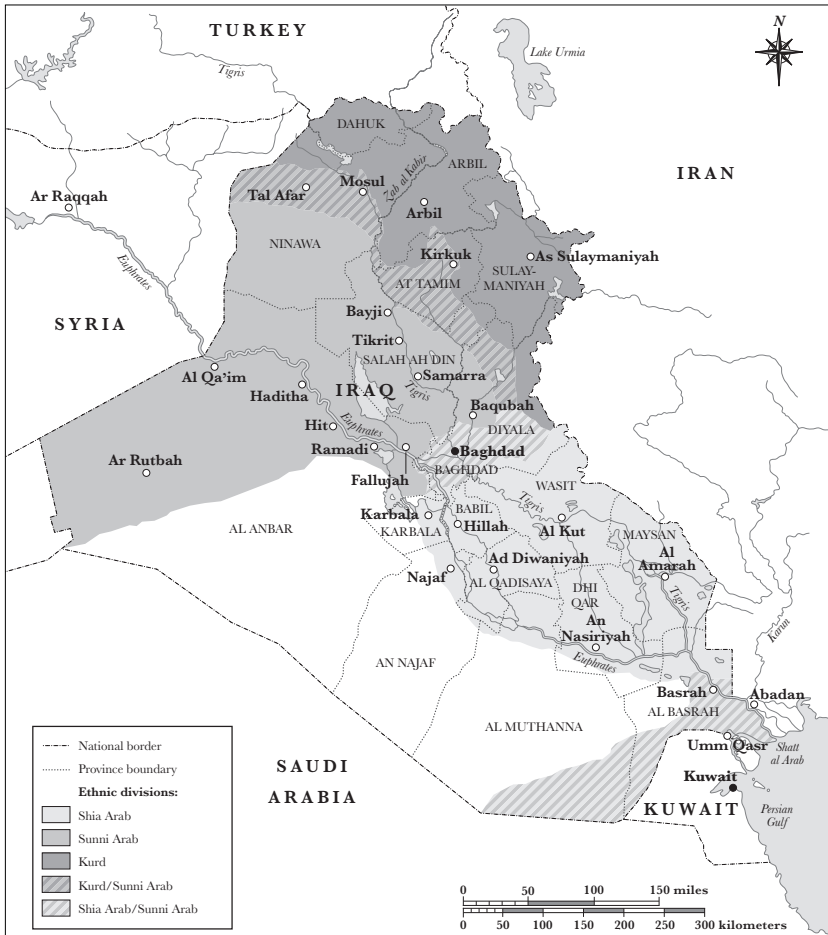 TURKEY
N
Lake Urmia
Tigris
DAHUK
ARBIL
Zab al Kabir
IRAN
Tal Afar
Mosul
Ar Raqqah
Arbil
NINAWA
Kirkuk
As Sulaymaniyah
Euphrates
AT TAMIM
SULAY-
MANIYAH
SYRIA
Bayji
Tikrit
SALAH AH DIN
Al Qa'im
Samarra
Haditha
IRAQ
Tigris
Baqubah
Hit
Euphrates
DIYALA
Ramadi
Baghdad
Ar Rutbah
BAGHDAD
Fallujah
WASIT
Tigris
AL ANBAR
Karbala
BABIL
KARBALA
Hillah
Al Kut
MAYSAN
Ad Diwaniyah
Al
Amarah
Najaf
AL QADISAYA
DHI
QAR
Tigris
An
Nasiriyah
Karun
AN NAJAF
Euphrates
Basrah
Abadan
AL BASRAH
AL MUTHANNA
Umm Qasr
Shatt
al Arab
SAUDI
ARABIA
Kuwait
KUWAIT
Persian
Gulf
National border
Province boundary
Ethnic divisions:
Shia Arab
Sunni Arab
Kurd
Kurd/Sunni Arab
Shia Arab/Sunni Arab
0 50 100 150 miles
0 50 100 150 200 250 300 kilometers